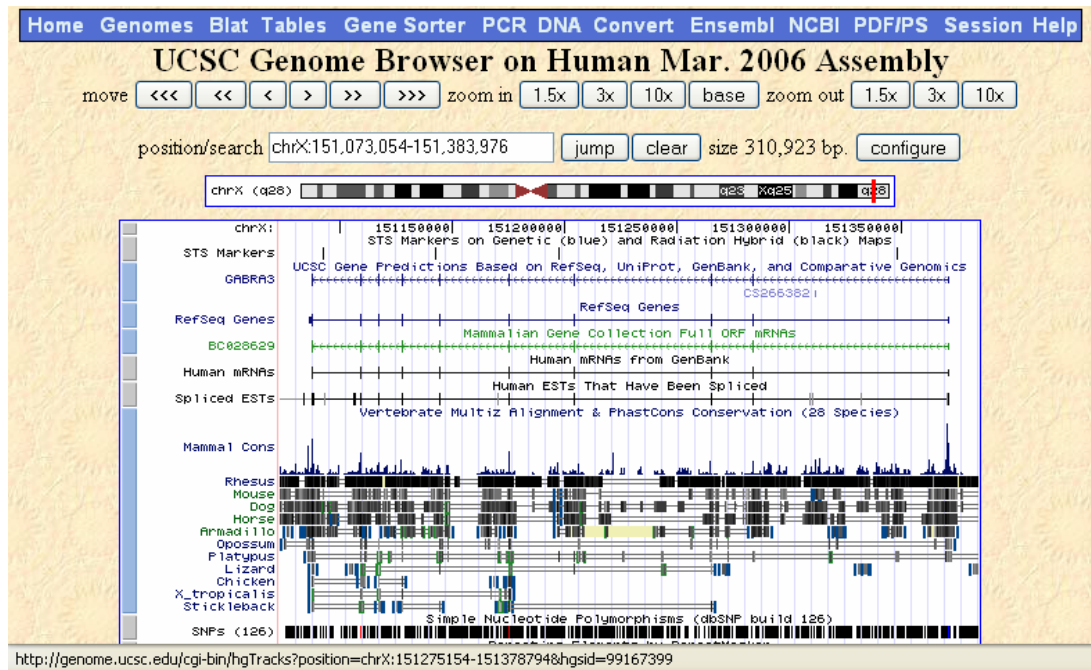 Home Genomes Blat Tables Gene Sorter PCR DNA Convert Ensembl NCBI PDF/PS Session Help
UCSC Genome Browser on Human Mar. 2006 Assembly
move <<< << < > >> >>> zoom in 1.5x 3x 10x base zoom out 1.5x 3x 10x
position/search chrX:151,073,054-151,383,976 jump clear size 310,923 bp. configure
chrX (q28) q23 Xq25 q28
chrX: 151150000 151200000 151250000 151300000 151350000
STS Markers on Genetic (blue) and Radiation Hybrid (black) Maps
STS Markers
UCSC Gene Predictions Based on RefSeq, UniProt, GenBank, and Comparative Genomics
GABRA3
CS266382
RefSeq Genes
RefSeq Genes
Mammalian Gene Collection Full ORF mRNAs
BC028629
Human mRNAs from GenBank
Human mRNAs
Human ESTs That Have Been Spliced
Spliced ESTs
Vertebrate Multiz Alignment & PhastCons Conservation (28 Species)
Mammal Cons
Rhesus
Mouse
Dog
Horse
Armadillo
Opossum
Platypus
Lizard
Chicken
X_tropicalis
Stickleback
Simple Nucleotide Polymorphisms (dbSNP build 126)
SNPs (126)
http://genome.ucsc.edu/cgi-bin/hgTracks?position=chrX:151275154-151378794&hgsid=99167399